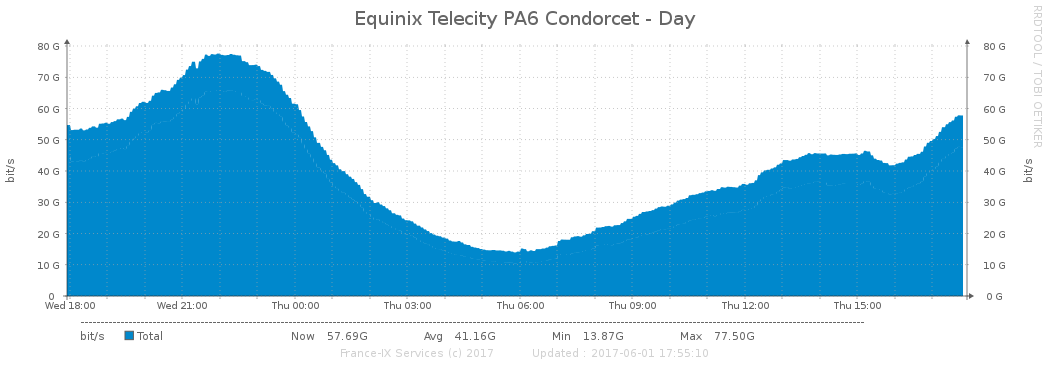 Equinix Telecity PA6 Condorcet - Day
RRDTOOL / TOBI OETIKER
bit/s
80 G
70 G
60 G
50 G
40 G
30 G
20 G
10 G
0
80 G
70 G
60 G
50 G
40 G
30 G
20 G
10 G
0 G
bit/s
Wed 18:00 Wed 21:00 Thu 00:00 Thu 03:00 Thu 06:00 Thu 09:00 Thu 12:00 Thu 15:00
bit/s Total Now 57.69G Avg 41.16G Min 13.87G Max 77.50G
France-IX Services (c) 2017 Updated : 2017-06-01 17:55:10